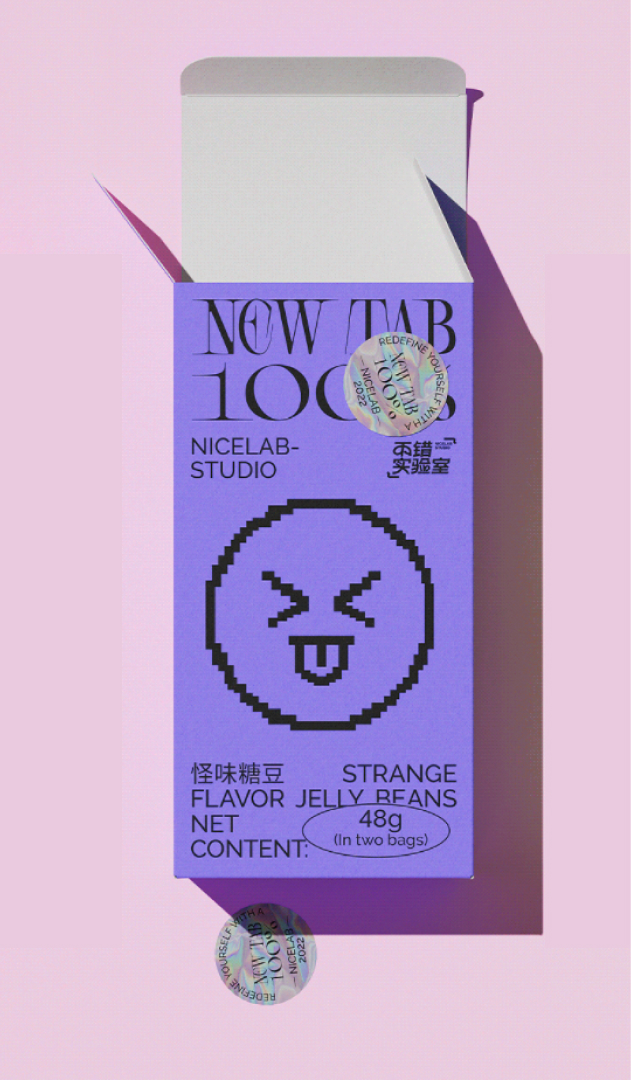 NEW TAB
100%
REDEFINE YOURSELF WITH A
NEW TAB
100%
— NICELAB —
2022
NICELAB-
STUDIO
不错
实验室
怪味糖豆 STRANGE
FLAVOR JELLY BEANS
NET
CONTENT:
48g
(In two bags)
REDEFINE YOURSELF WITH A
NEW TAB
100%
— NICELAB —
2022